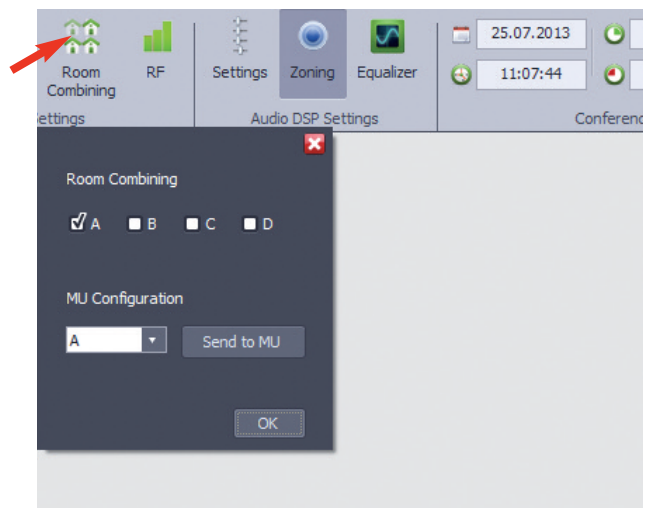 25.07.2013
Room Combining
RF
Settings
Zoning
Equalizer
11:07:44
ettings
Audio DSP Settings
Conferenc
Room Combining
A B C D
MU Configuration
A
Send to MU
OK